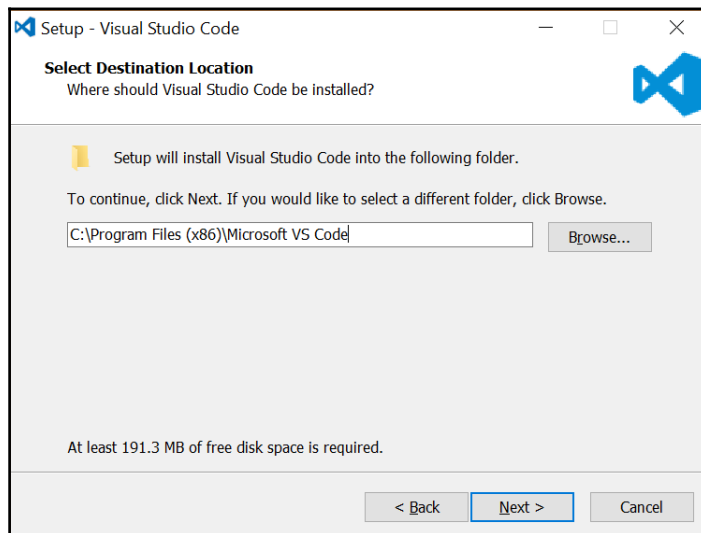 Setup - Visual Studio Code
Select Destination Location
Where should Visual Studio Code be installed?
Setup will install Visual Studio Code into the following folder.
To continue, click Next. If you would like to select a different folder, click Browse.
C:\Program Files (x86)\Microsoft VS Code
Browse...
At least 191.3 MB of free disk space is required.
< Back
Next >
Cancel